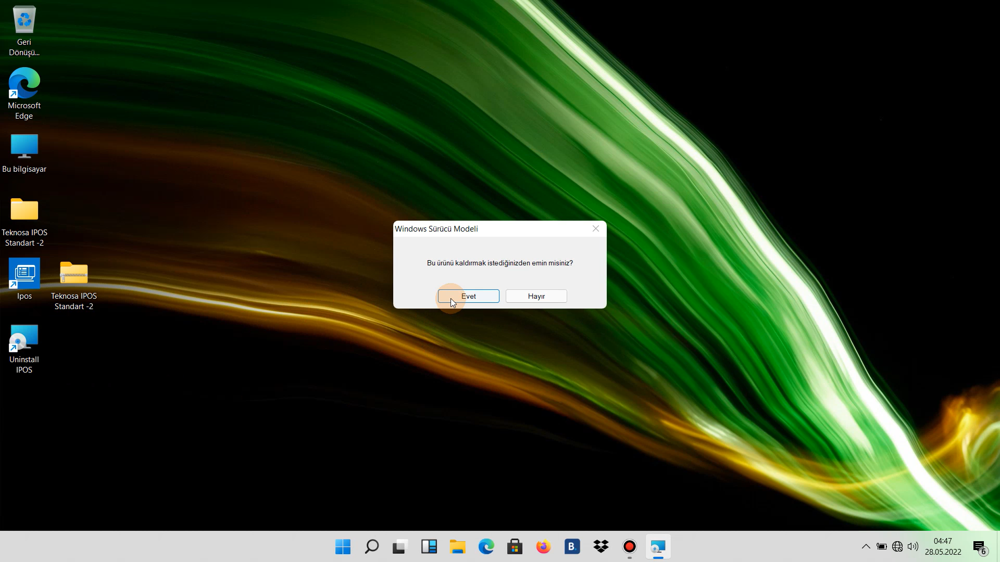 Geri
Dönüşü...
Microsoft
Edge
Bu bilgisayar
Teknosa IPOS
Standart -2
Ipos
Teknosa IPOS
Standart -2
Uninstall
IPOS
Windows Sürücü Modeli
Bu ürünü kaldırmak istediğinizden emin misiniz?
Evet
Hayır
B.
04:47
28.05.2022
6